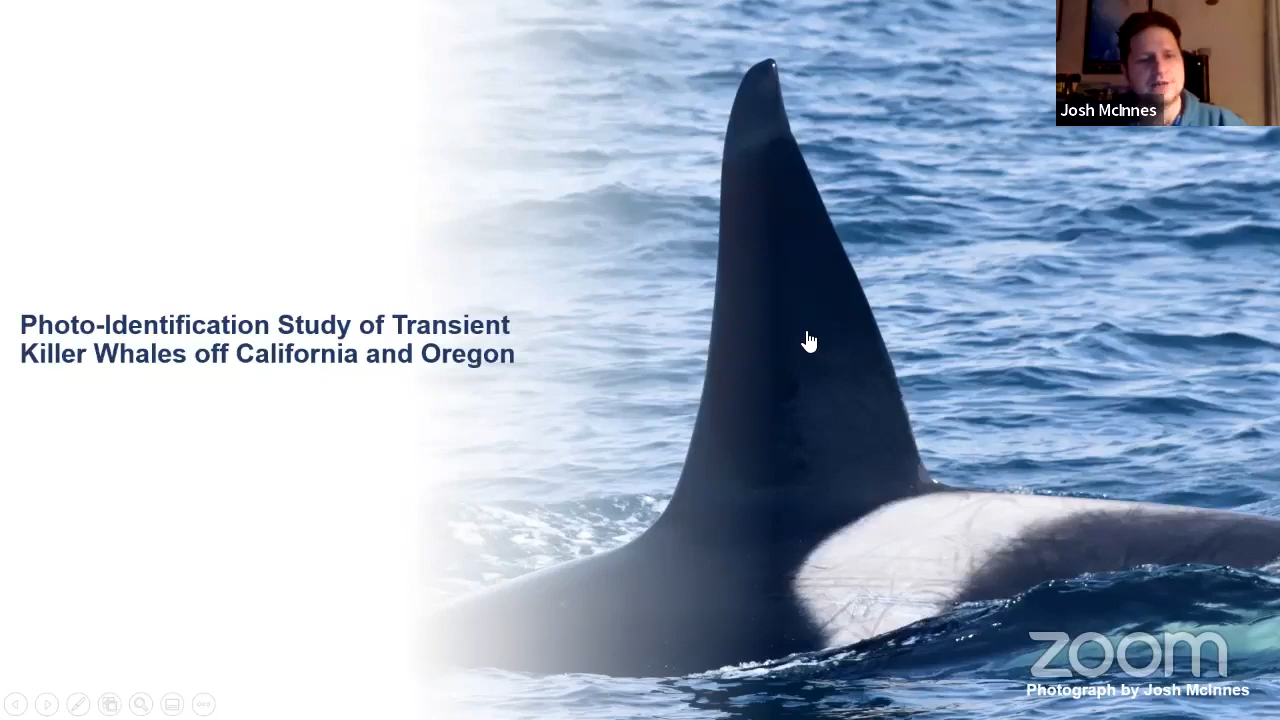 Josh McInnes
Photo-Identification Study of Transient
Killer Whales off California and Oregon
zoom
Photograph by Josh McInnes